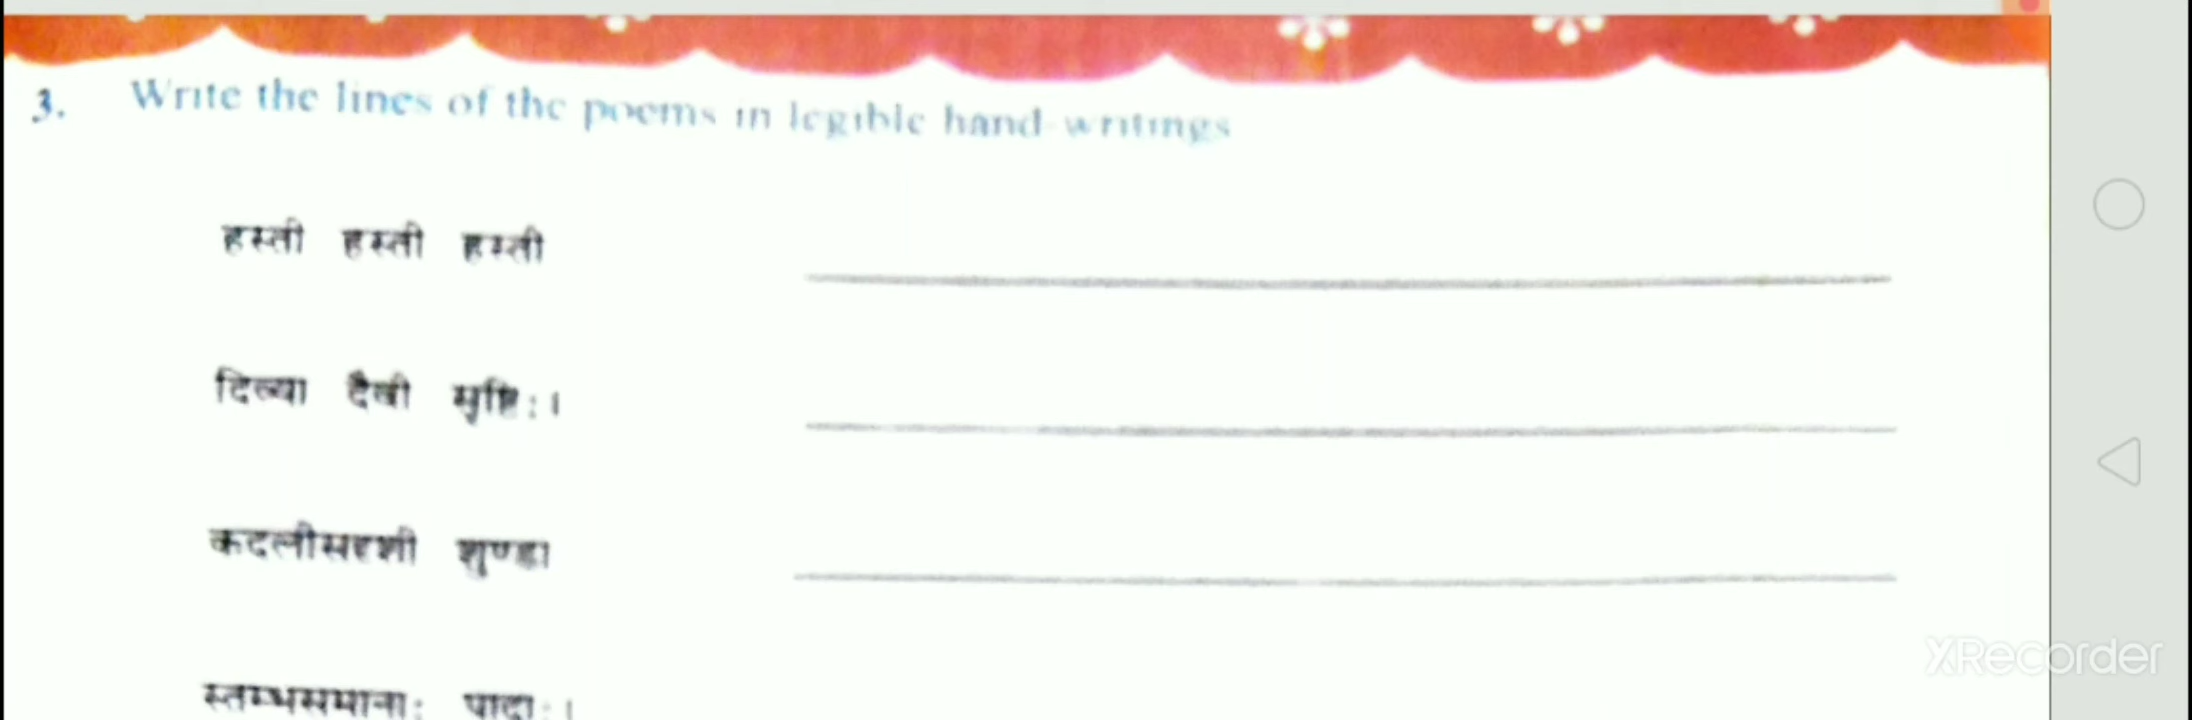 3. Write the lines of the poems in legible hand-writings
हस्ती हस्ती हस्ती
दिव्या दैवी सृष्टिः।
कदलीसदृशी शुण्डा
स्तम्भसमानाः पादाः।
XRecorder